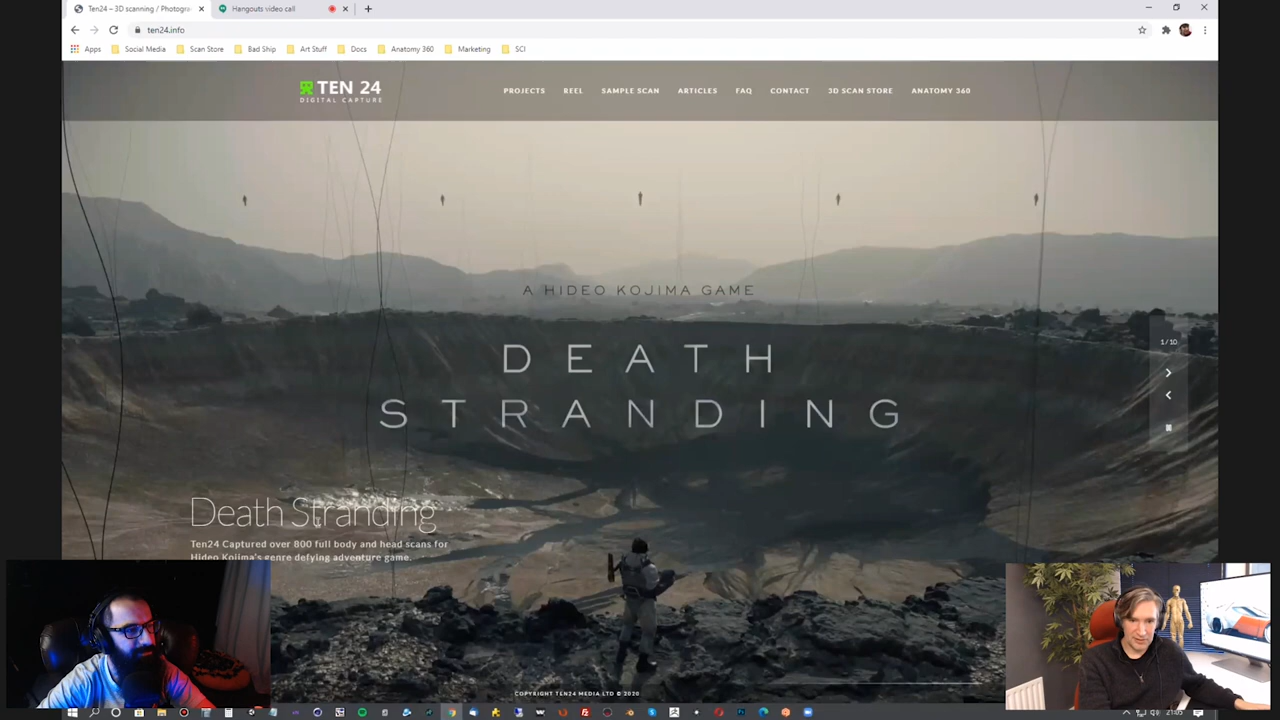 Ten24 – 3D scanning / Photogra
Hangouts video call
ten24.info
Apps
Social Media
Scan Store
Bad Ship
Art Stuff
Docs
Anatomy 360
Marketing
SCI
TEN 24
DIGITAL CAPTURE
PROJECTS
REEL
SAMPLE SCAN
ARTICLES
FAQ
CONTACT
3D SCAN STORE
ANATOMY 360
A HIDEO KOJIMA GAME
DEATH
STRANDING
1 / 10
Death Stranding
Ten24 Captured over 800 full body and head scans for
Hideo Kojima's genre defying adventure game.
COPYRIGHT TEN24 MEDIA LTD © 2020
21:05